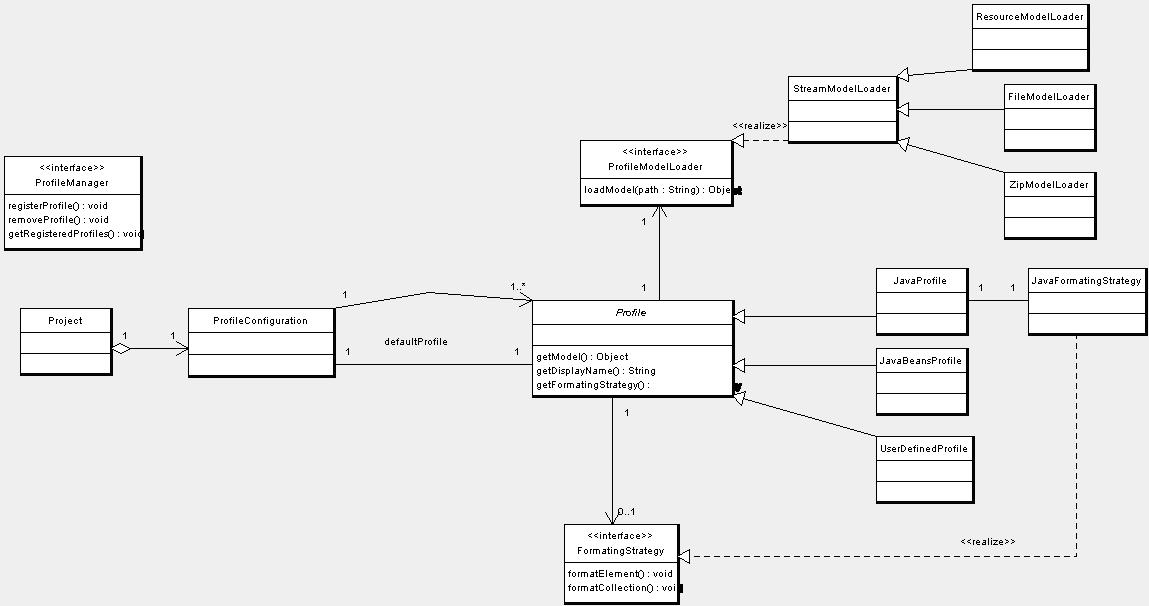 ResourceModelLoader
StreamModelLoader
FileModelLoader
<<realize>>
<<interface>>
ProfileModelLoader
loadModel(path : String) : Obje
ZipModelLoader
<<interface>>
ProfileManager
registerProfile() : void
removeProfile() : void
getRegisteredProfiles() : void
1
1
JavaProfile
1
1
JavaFormatingStrategy
Project
1
1
ProfileConfiguration
1
1..*
defaultProfile
1
1
Profile
getModel() : Object
getDisplayName() : String
getFormatingStrategy() :
JavaBeansProfile
UserDefinedProfile
1
0..1
<<interface>>
FormatingStrategy
formatElement() : void
formatCollection() : voi
<<realize>>